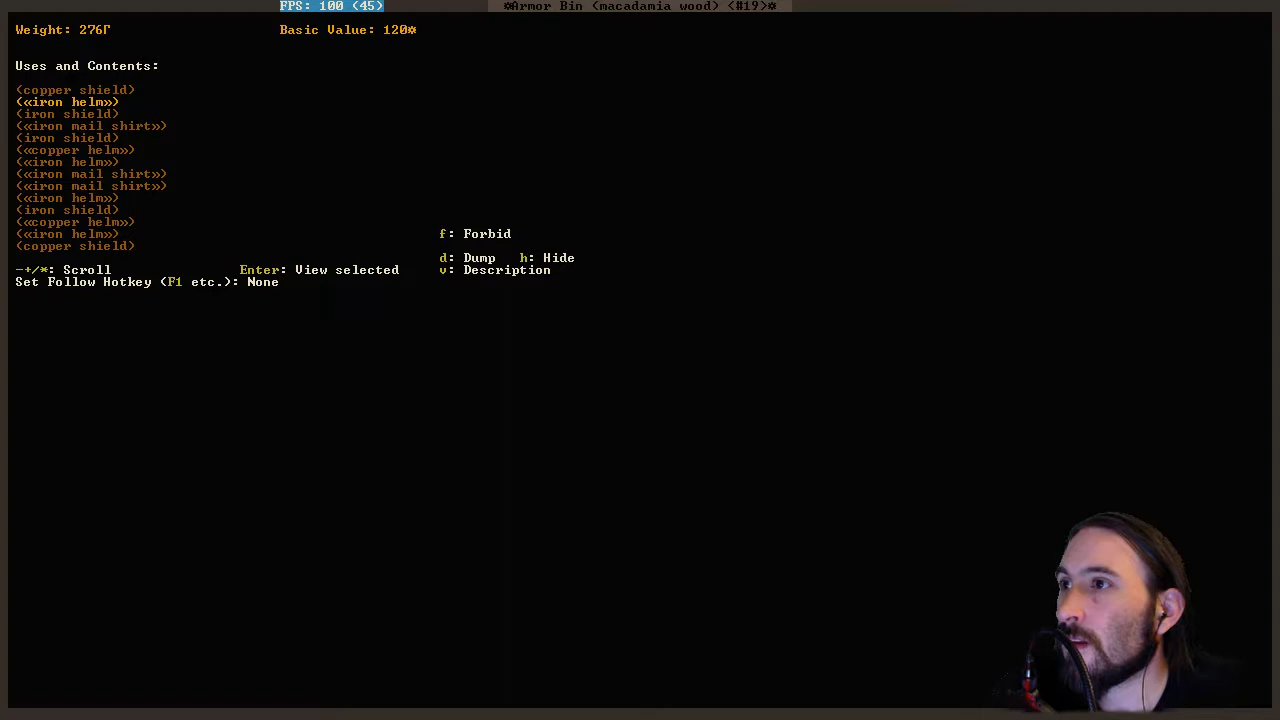 FPS: 100 (45)
☼Armor Bin (macadamia wood) (#19)☼
Weight: 276Γ
Basic Value: 120☼
Uses and Contents:
(copper shield)
(«iron helm»)
(iron shield)
(«iron mail shirt»)
(iron shield)
(«copper helm»)
(«iron helm»)
(«iron mail shirt»)
(«iron mail shirt»)
(«iron helm»)
(iron shield)
(«copper helm»)
(«iron helm»)
(copper shield)
f: Forbid
d: Dump h: Hide
-+/*: Scroll Enter: View selected v: Description
Set Follow Hotkey (F1 etc.): None